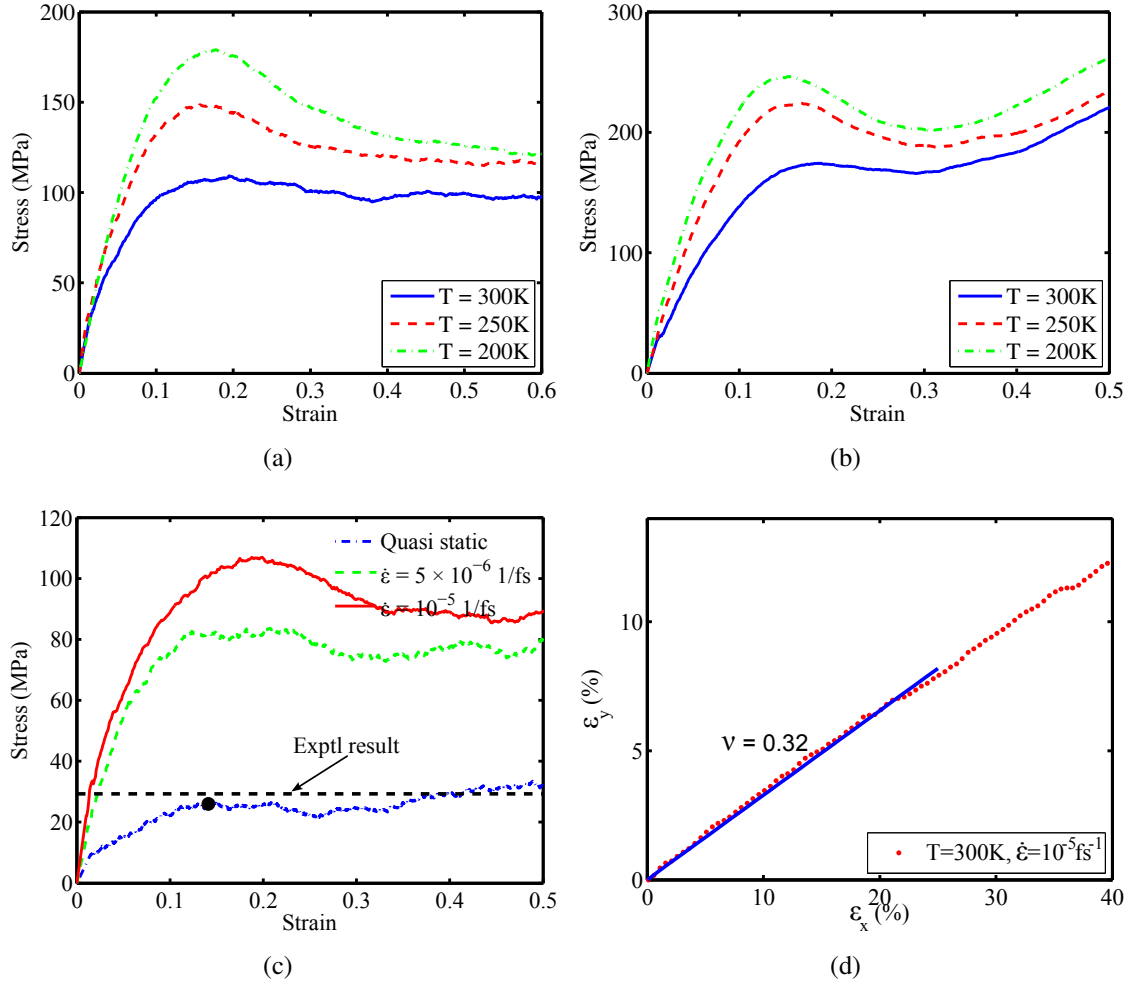 200
150
100
50
0
Stress (MPa)
0.1 0.2 0.3 0.4 0.5 0.6
Strain
T = 300K
T = 250K
T = 200K
(a)
300
200
100
0
Stress (MPa)
0.1 0.2 0.3 0.4 0.5
Strain
T = 300K
T = 250K
T = 200K
(b)
120
100
80
60
40
20
0
Stress (MPa)
0 0.1 0.2 0.3 0.4 0.5
Strain
Quasi static
ε̇ = 5 × 10⁻⁶ 1/fs
ε̇ = 10⁻⁵ 1/fs
Exptl result
(c)
10
5
0
ε_y (%)
0 10 20 30 40
ε_x (%)
ν = 0.32
T=300K, ε̇=10⁻⁵fs⁻¹
(d)